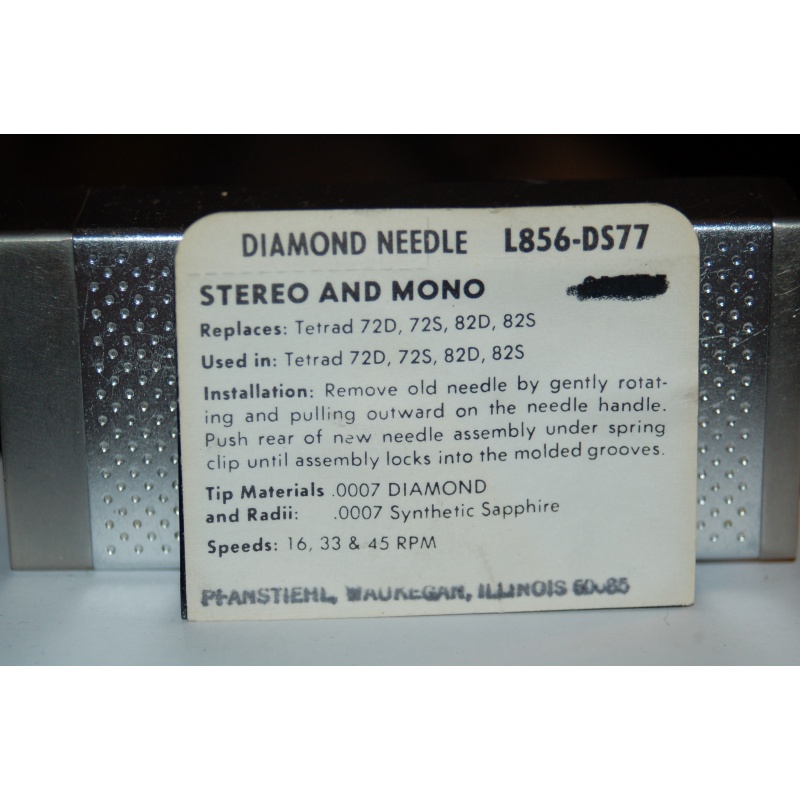 DIAMOND NEEDLE L856-DS77
STEREO AND MONO
Replaces: Tetrad 72D, 72S, 82D, 82S
Used in: Tetrad 72D, 72S, 82D, 82S
Installation: Remove old needle by gently rotat-
ing and pulling outward on the needle handle.
Push rear of new needle assembly under spring
clip until assembly locks into the molded grooves.
Tip Materials .0007 DIAMOND
and Radii: .0007 Synthetic Sapphire
Speeds: 16, 33 & 45 RPM
PFANSTIEHL, WAUKEGAN, ILLINOIS 60085